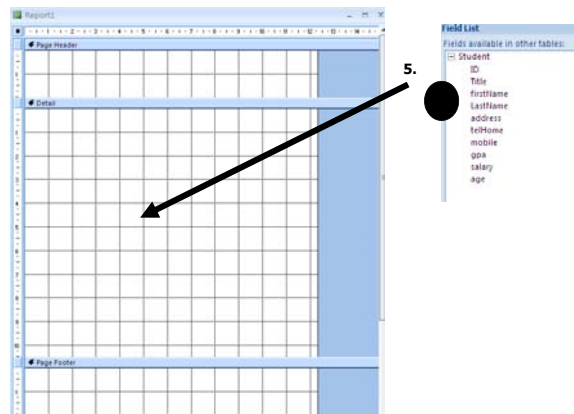 Report1
Page Header
Detail
Page Footer
5.
Field List
Fields available in other tables:
Student
ID
Title
firstName
LastName
address
telHome
mobile
gpa
salary
age